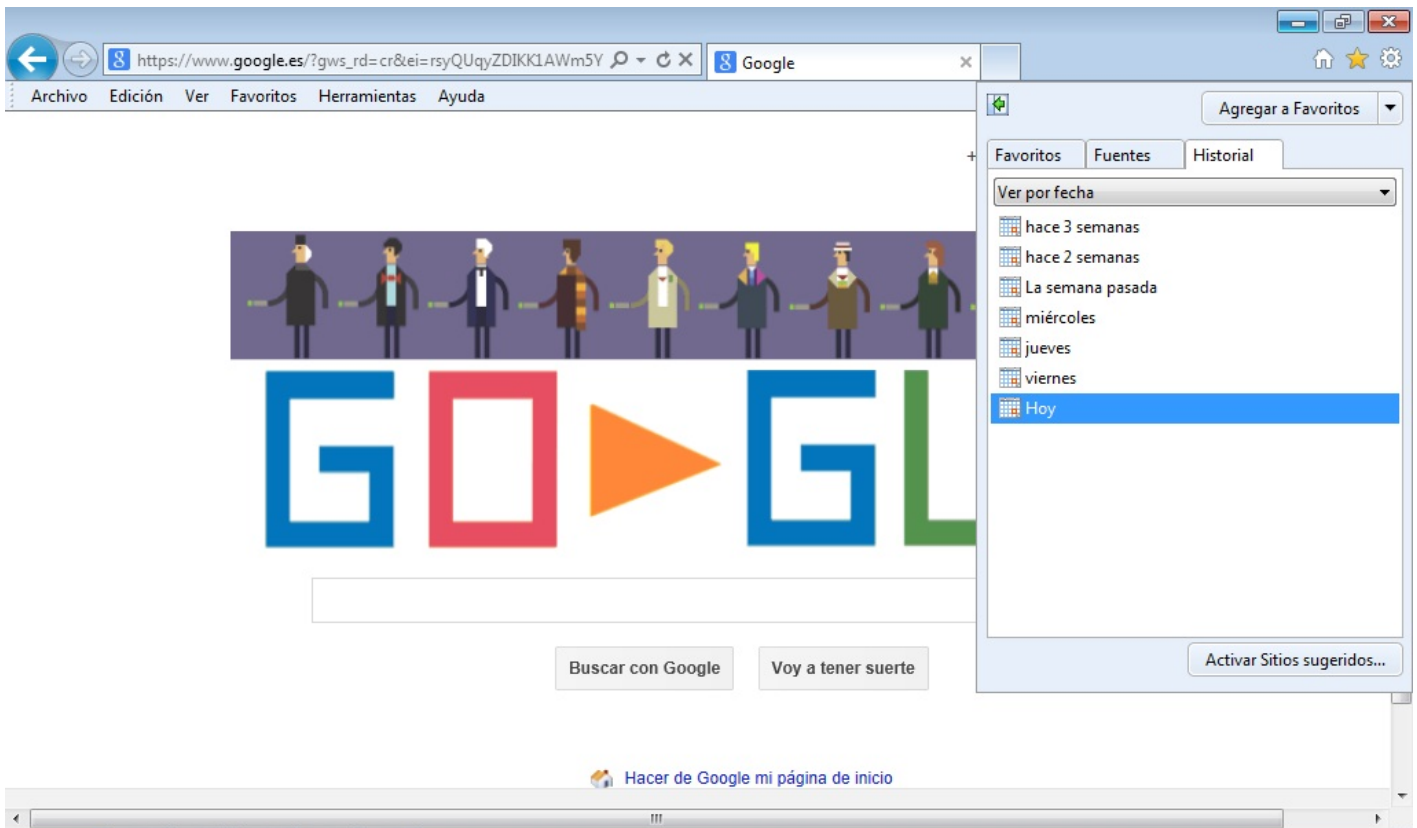 https://www.google.es/?gws_rd=cr&ei=rsyQUqyZDIKK1AWm5Y
Google
Archivo Edición Ver Favoritos Herramientas Ayuda
Agregar a Favoritos
Favoritos Fuentes Historial
Ver por fecha
hace 3 semanas
hace 2 semanas
La semana pasada
miércoles
jueves
viernes
Hoy
GO GL
Buscar con Google Voy a tener suerte
Activar Sitios sugeridos...
Hacer de Google mi página de inicio